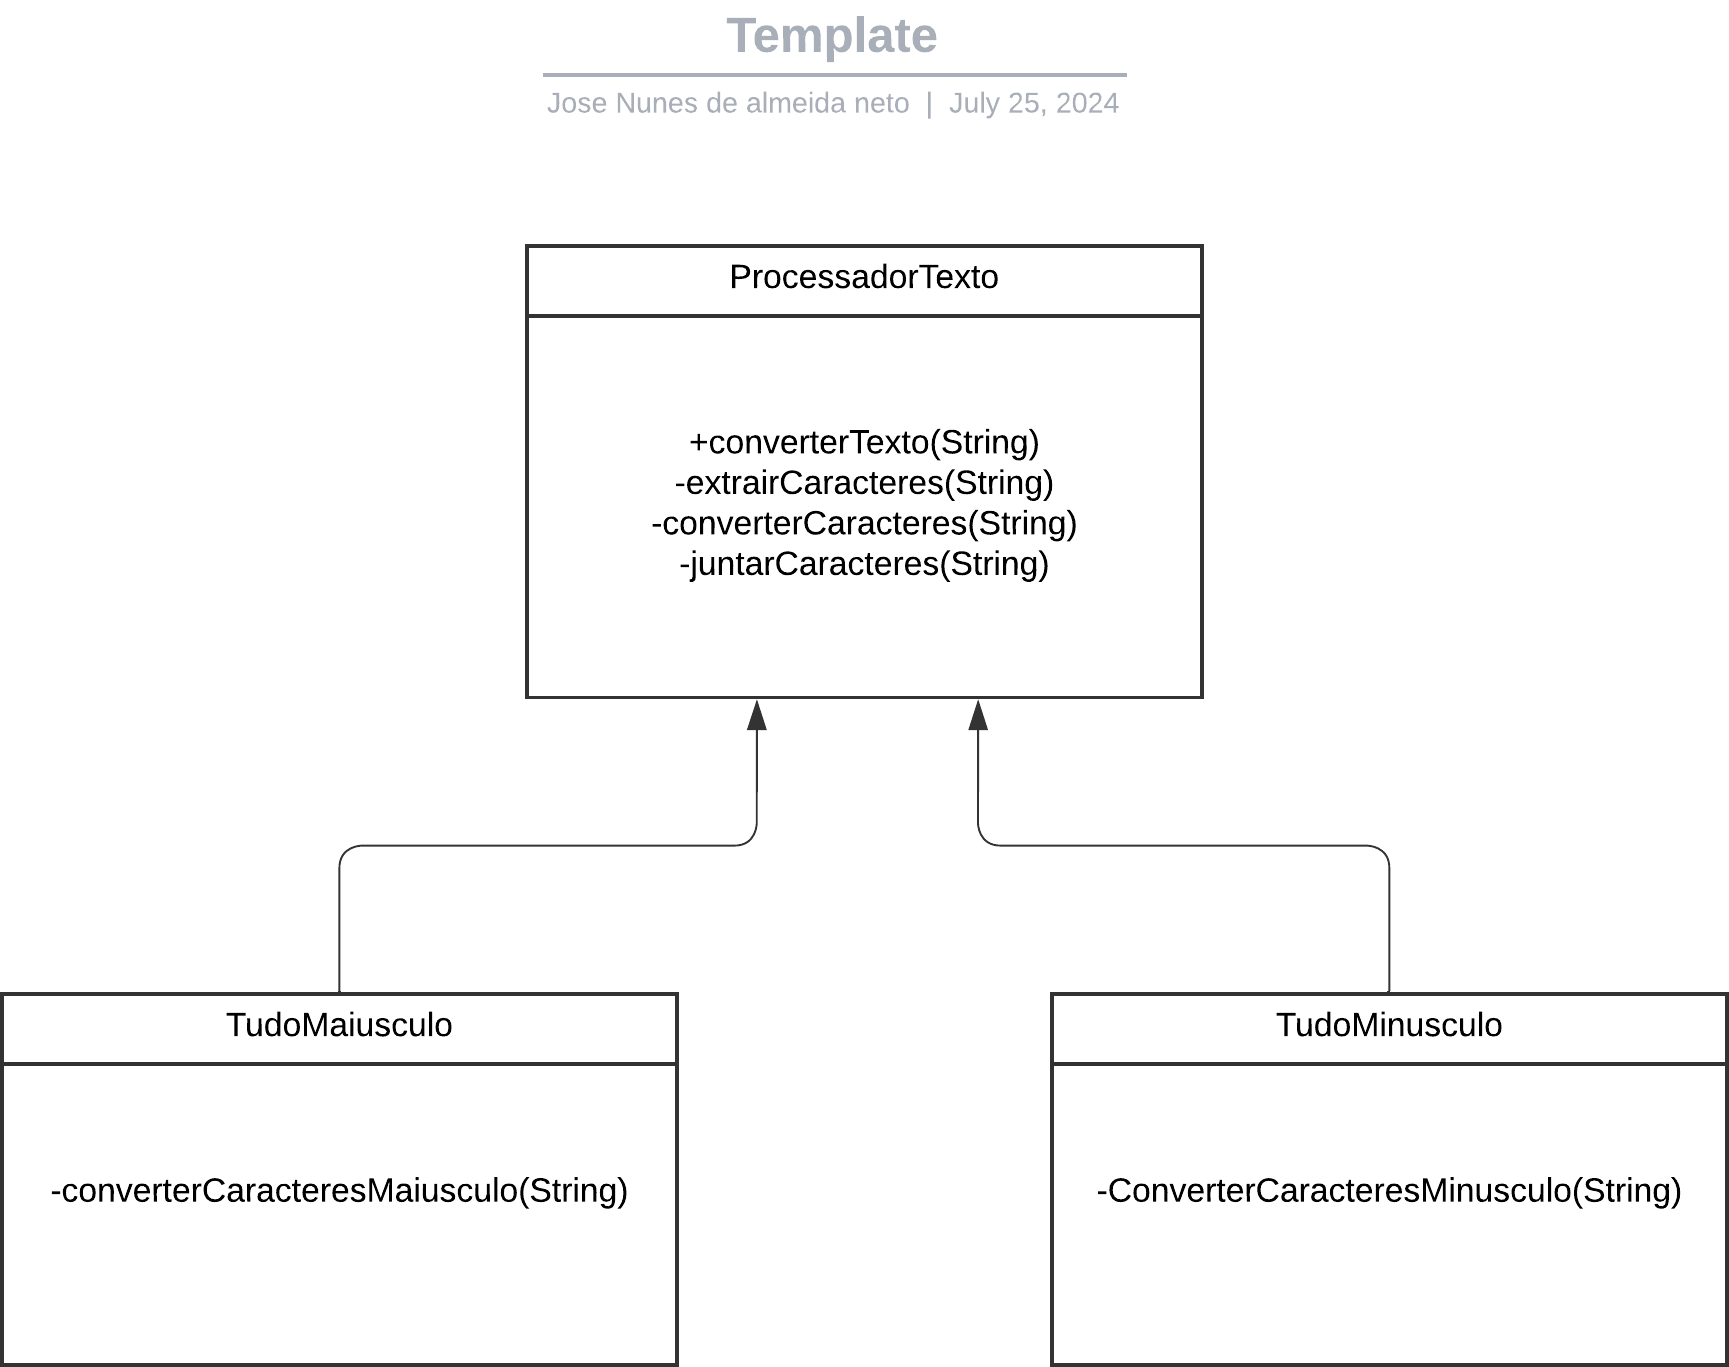 Template
Jose Nunes de almeida neto | July 25, 2024
ProcessadorTexto
+converterTexto(String)
-extrairCaracteres(String)
-converterCaracteres(String)
-juntarCaracteres(String)
TudoMaiusculo
-converterCaracteresMaiusculo(String)
TudoMinusculo
-ConverterCaracteresMinusculo(String)